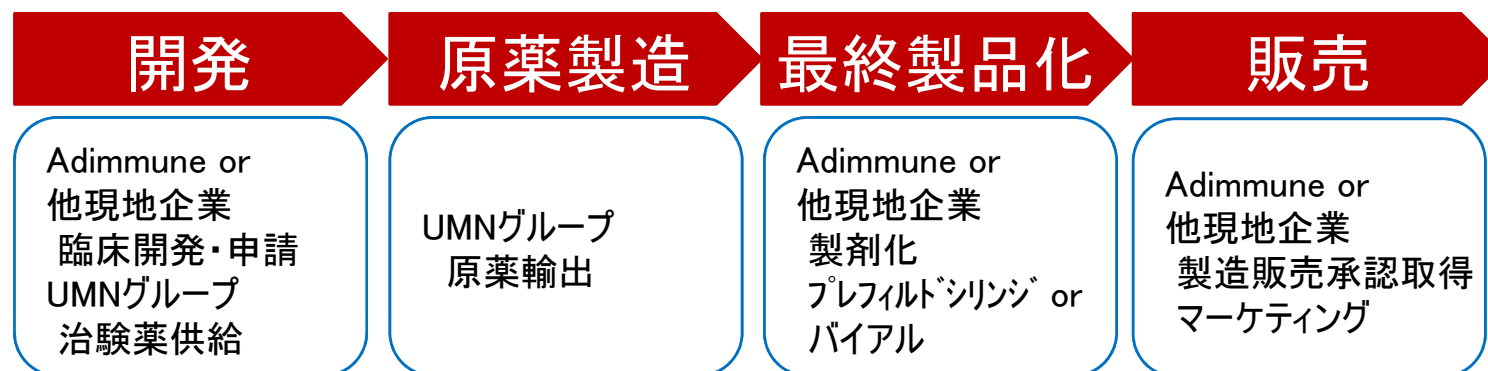 開発
原薬製造
最終製品化
販売
Adimmune or
他現地企業
臨床開発・申請
UMNグループ
治験薬供給
UMNグループ
原薬輸出
Adimmune or
他現地企業
製剤化
プレフィルドシリンジ or
バイアル
Adimmune or
他現地企業
製造販売承認取得
マーケティング